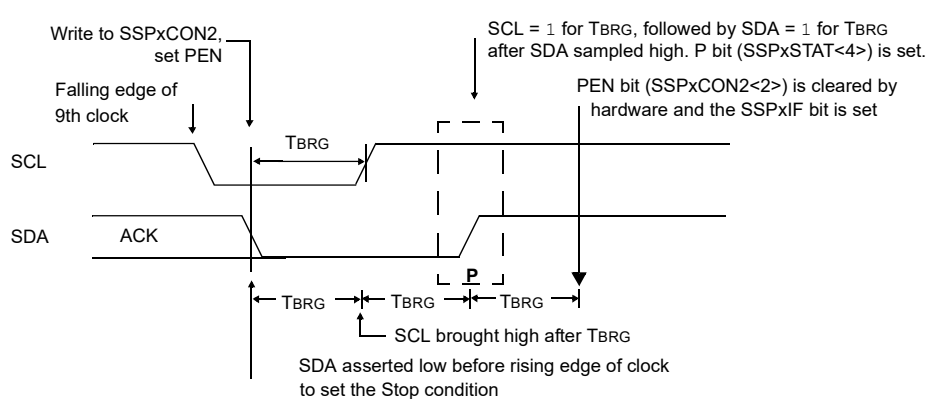 Write to SSPxCON2,
set PEN
SCL = 1 for TBRG, followed by SDA = 1 for TBRG
after SDA sampled high. P bit (SSPxSTAT<4>) is set.
Falling edge of
9th clock
PEN bit (SSPxCON2<2>) is cleared by
hardware and the SSPxIF bit is set
TBRG
SCL
SDA
ACK
P
TBRG
TBRG
TBRG
SCL brought high after TBRG
SDA asserted low before rising edge of clock
to set the Stop condition